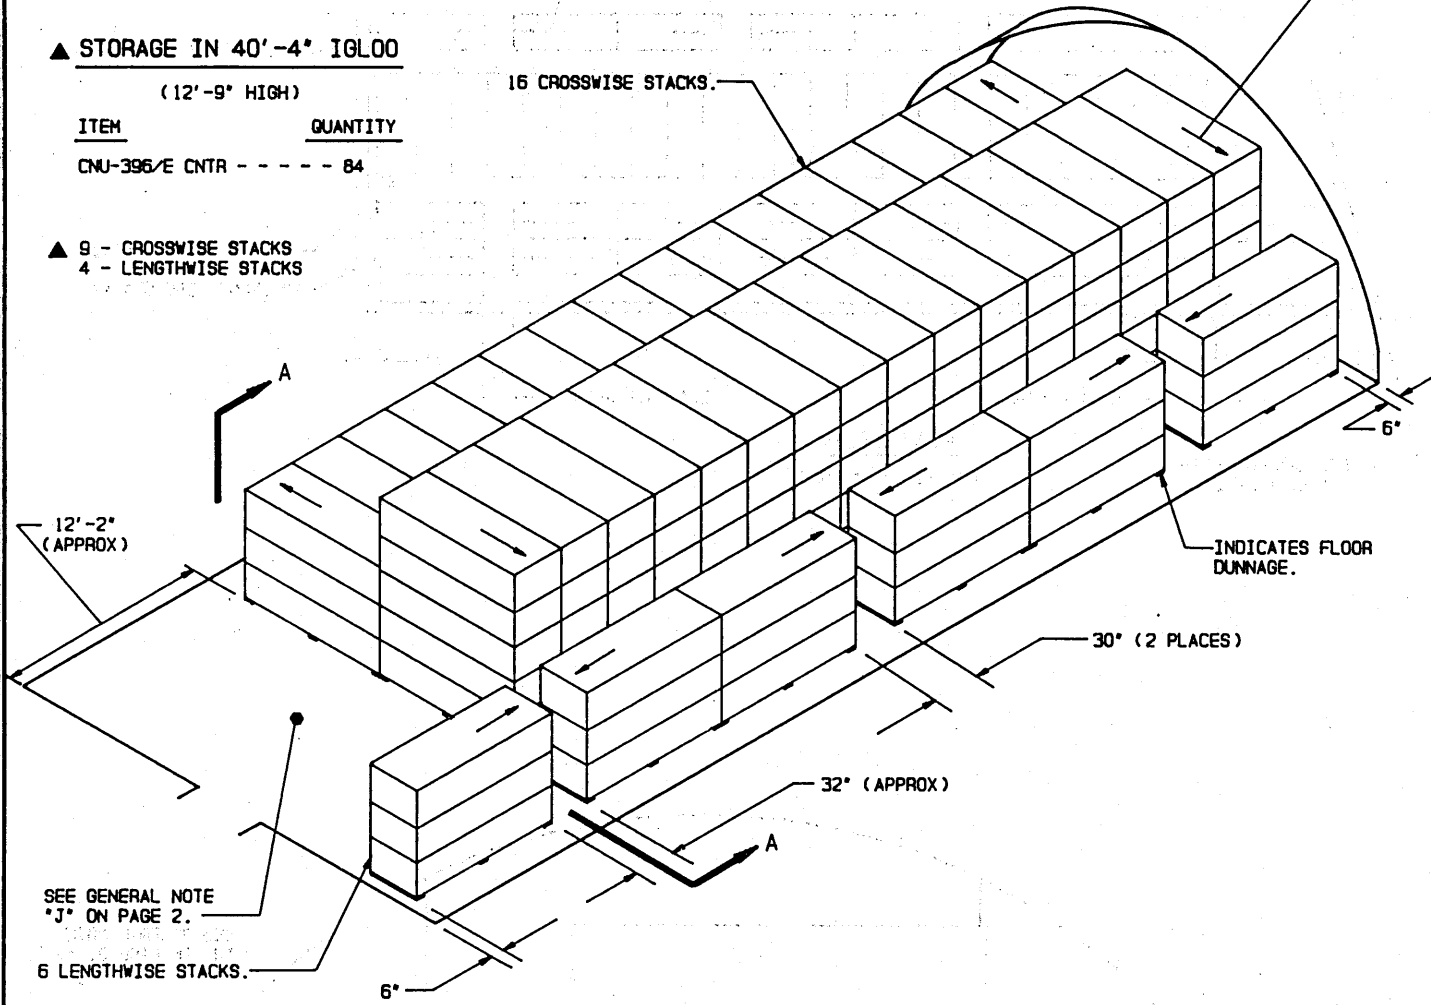 ▲ STORAGE IN 40'-4" IGLOO
(12'-9" HIGH)
ITEM QUANTITY
CNU-396/E CNTR - - - - - 84
▲ 9 - CROSSWISE STACKS
4 - LENGTHWISE STACKS
16 CROSSWISE STACKS.
A
12'-2"
(APPROX)
6"
INDICATES FLOOR
DUNNAGE.
30" (2 PLACES)
32" (APPROX)
A
SEE GENERAL NOTE
"J" ON PAGE 2.
6 LENGTHWISE STACKS.
6"